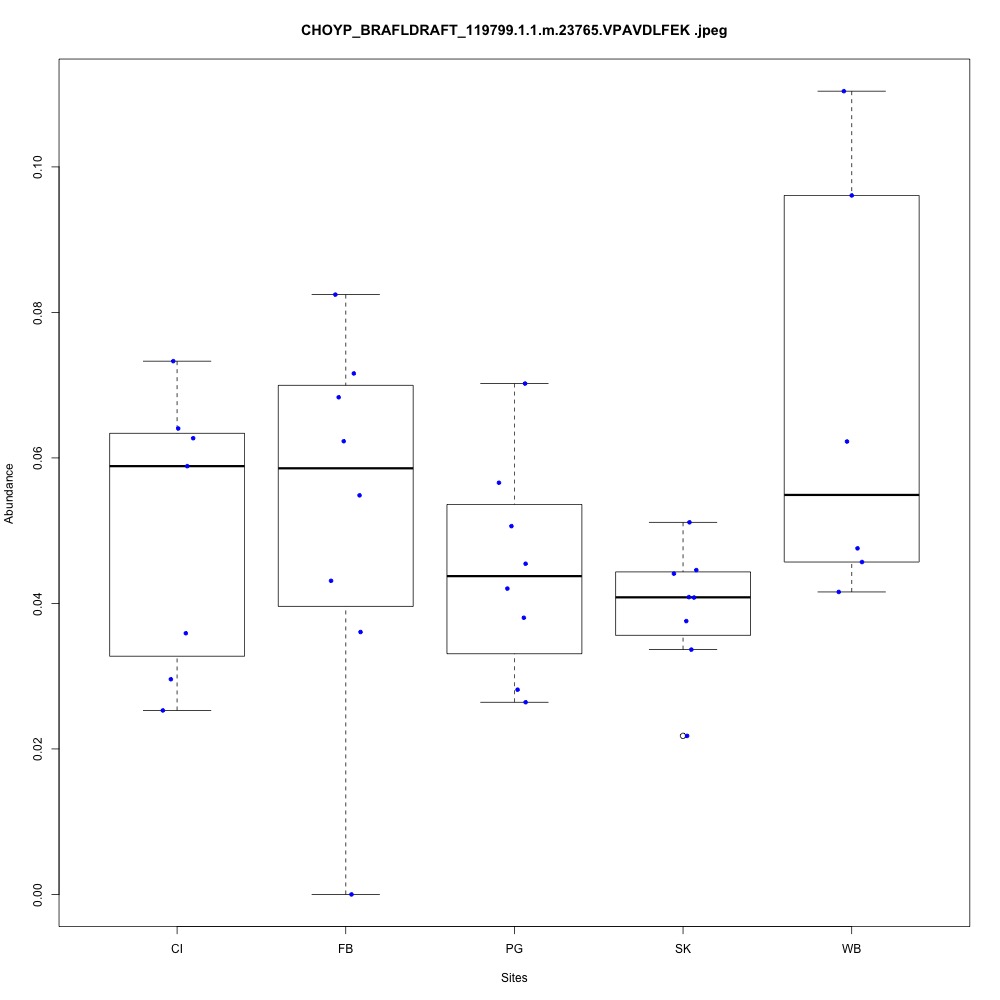 CHOYP_BRAFLDRAFT_119799.1.1.m.23765.VPAVDLFEK .jpeg
Abundance
0.10
0.08
0.06
0.04
0.02
0.00
CI FB PG SK WB
Sites